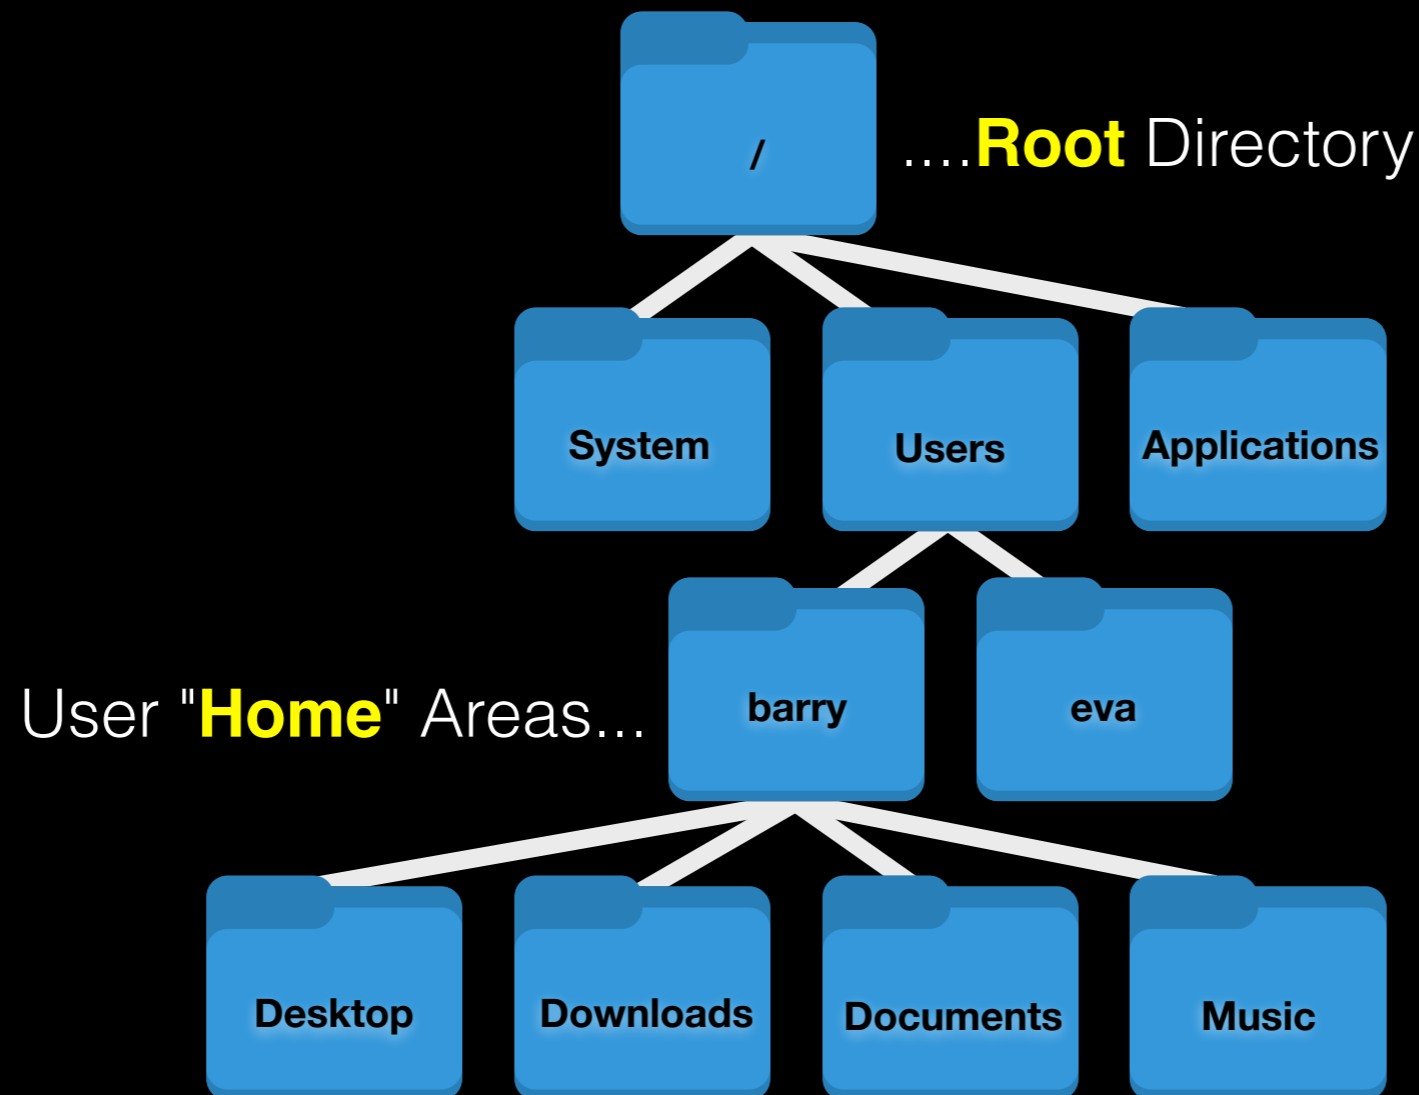 /
....Root Directory
System
Users
Applications
User "Home" Areas...
barry
eva
Desktop
Downloads
Documents
Music